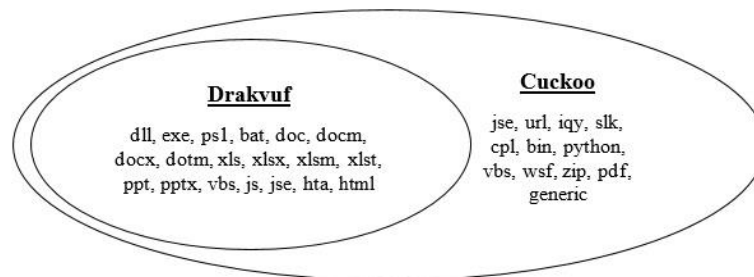 Drakvuf
dll, exe, ps1, bat, doc, docm,
docx, dotm, xls, xlsx, xlsm, xlst,
ppt, pptx, vbs, js, jse, hta, html
Cuckoo
jse, url, iqy, slk,
cpl, bin, python,
vbs, wsf, zip, pdf,
generic